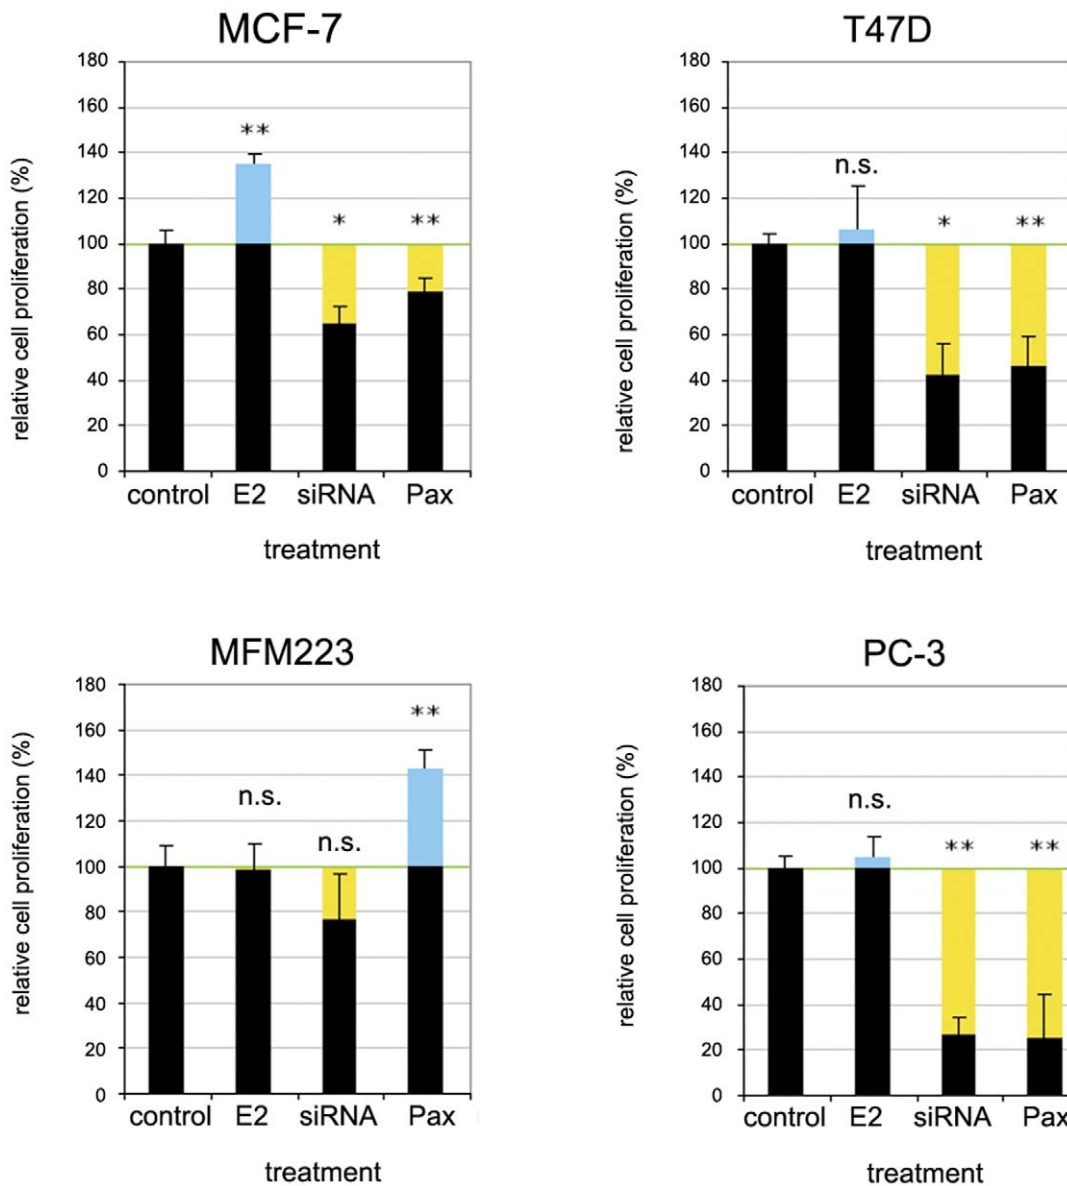 MCF-7
relative cell proliferation (%)
180
160
140
120
100
80
60
40
20
0
**
*
**
control E2 siRNA Pax
treatment
T47D
relative cell proliferation (%)
180
160
140
120
100
80
60
40
20
0
n.s.
*
**
control E2 siRNA Pax
treatment
MFM223
relative cell proliferation (%)
180
160
140
120
100
80
60
40
20
0
n.s.
n.s.
**
control E2 siRNA Pax
treatment
PC-3
relative cell proliferation (%)
180
160
140
120
100
80
60
40
20
0
n.s.
**
**
control E2 siRNA Pax
treatment